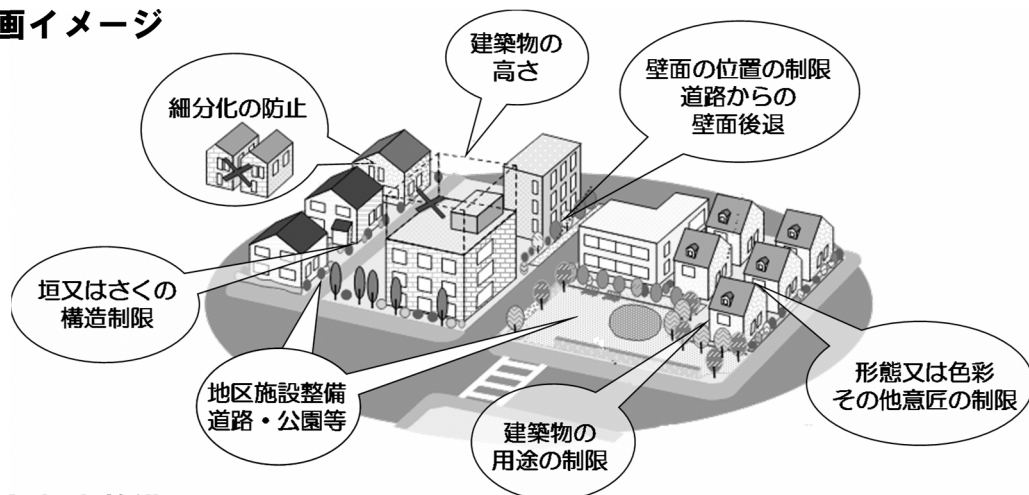 画イメージ
建築物の
高さ
壁面の位置の制限
道路からの
壁面後退
細分化の防止
垣又はさくの
構造制限
地区施設整備
道路・公園等
建築物の
用途の制限
形態又は色彩
その他意匠の制限